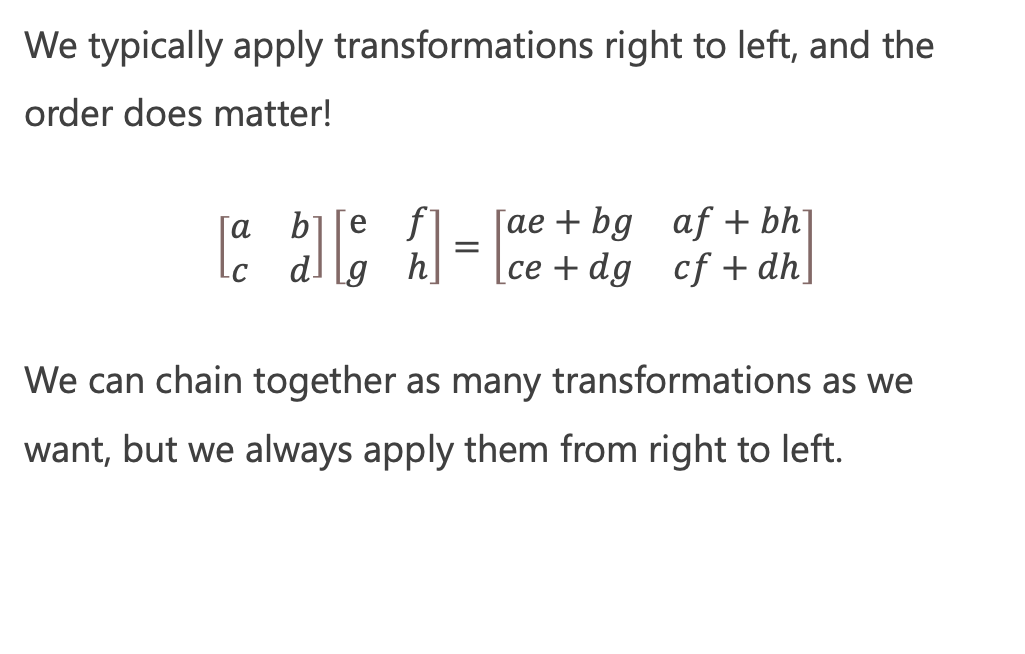 We typically apply transformations right to left, and the
order does matter!
[a b
c d] [e f
g h] = [ae + bg af + bh
ce + dg cf + dh]
We can chain together as many transformations as we
want, but we always apply them from right to left.